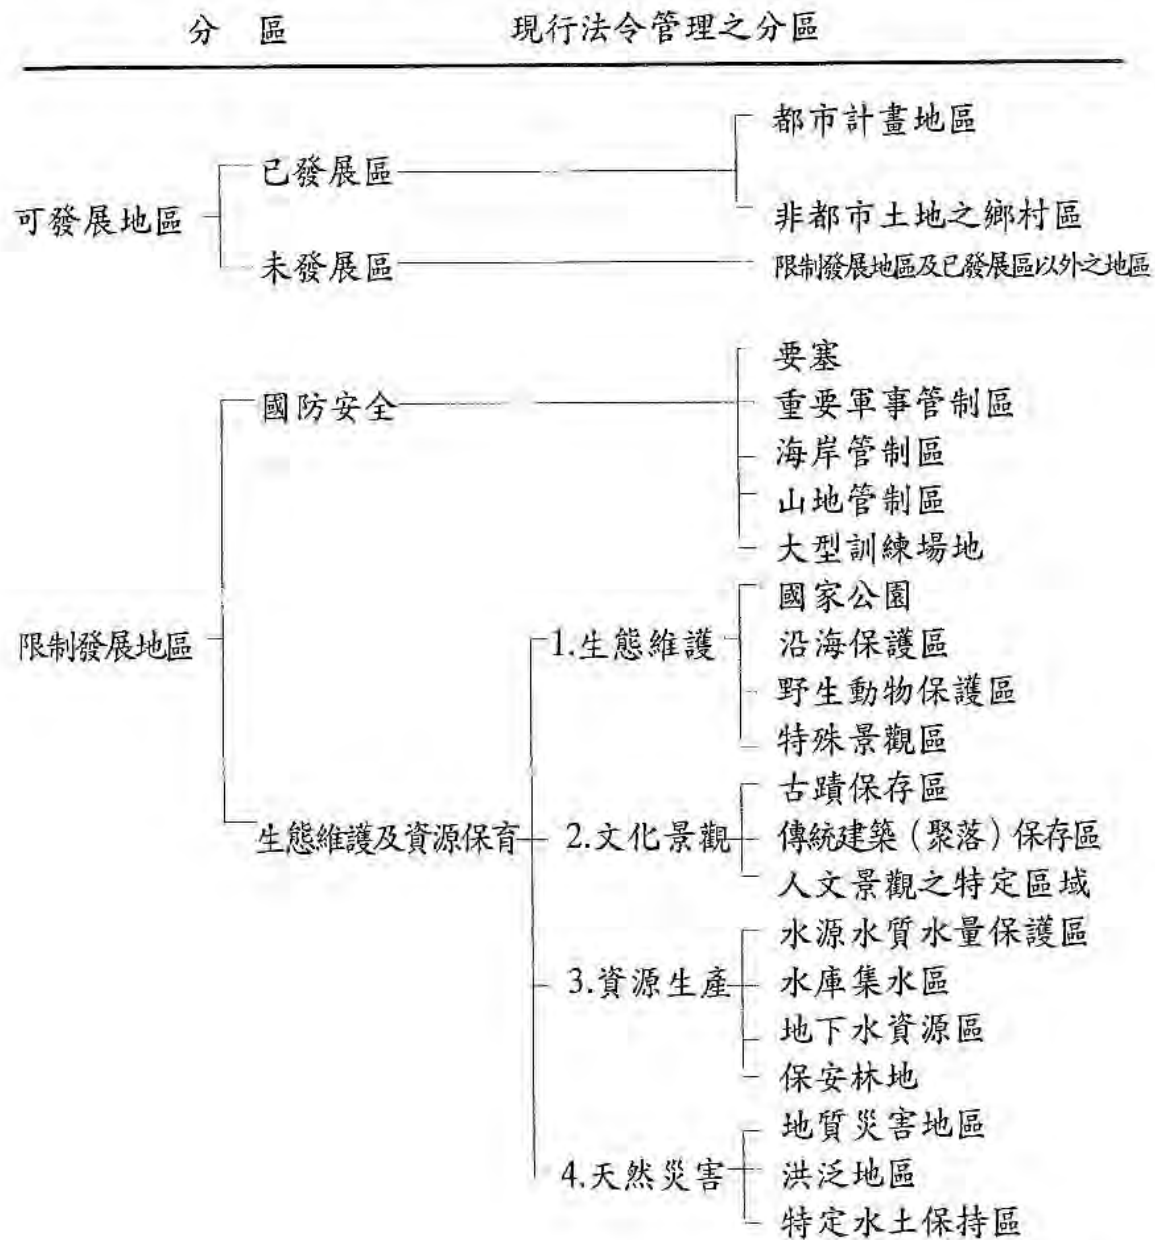 分 區 現行法令管理之分區
都市計畫地區
已發展區
可發展地區
非都市土地之鄉村區
未發展區 限制發展地區及已發展區以外之地區
要塞
國防安全 重要軍事管制區
海岸管制區
山地管制區
大型訓練場地
國家公園
限制發展地區 1.生態維護 沿海保護區
野生動物保護區
特殊景觀區
古蹟保存區
生態維護及資源保育 2.文化景觀 傳統建築（聚落）保存區
人文景觀之特定區域
水源水質水量保護區
3.資源生產 水庫集水區
地下水資源區
保安林地
地質災害地區
4.天然災害 洪泛地區
特定水土保持區